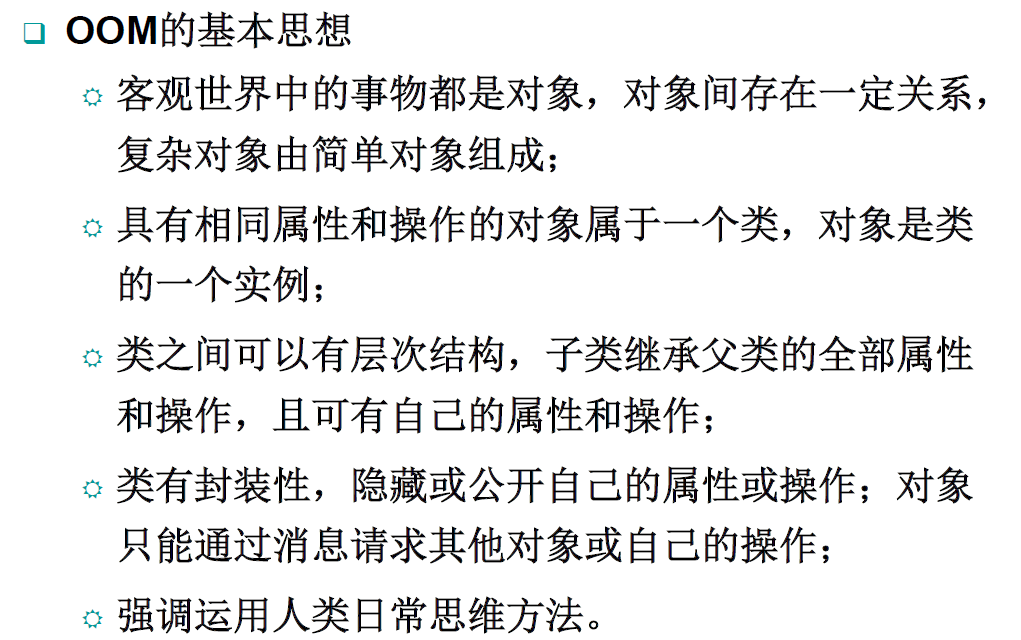 OOM的基本思想
客观世界中的事物都是对象，对象间存在一定关系，
复杂对象由简单对象组成；
具有相同属性和操作的对象属于一个类，对象是类
的一个实例；
类之间可以有层次结构，子类继承父类的全部属性
和操作，且可有自己的属性和操作；
类有封装性，隐藏或公开自己的属性或操作；对象
只能通过消息请求其他对象或自己的操作；
强调运用人类日常思维方法。